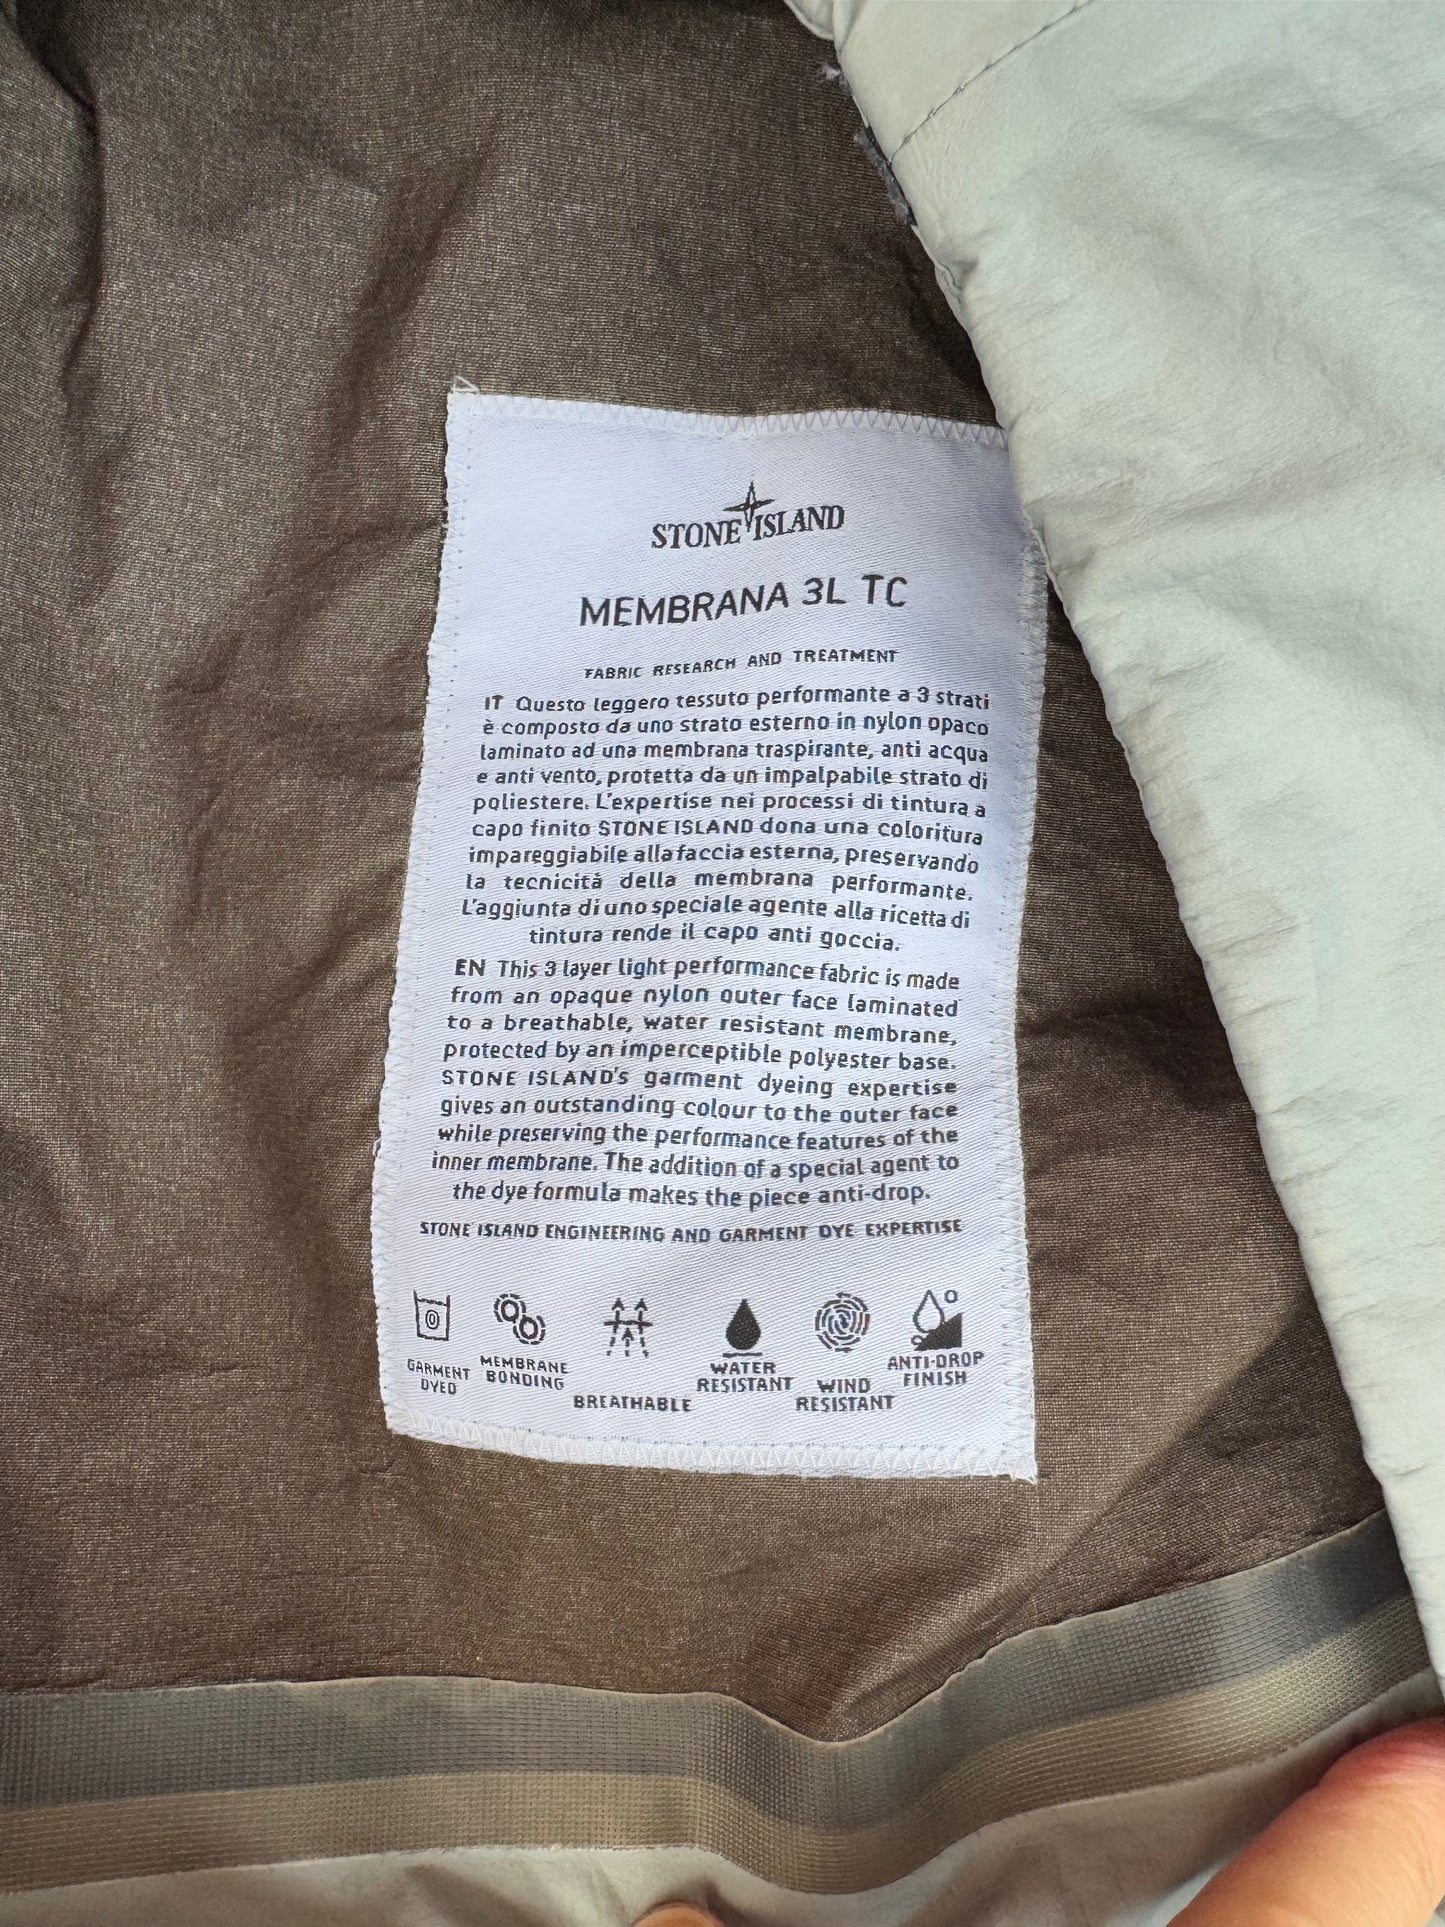 STONE ISLAND
MEMBRANA 3L TC
FABRIC RESEARCH AND TREATMENT
IT Questo leggero tessuto performante a 3 strati
è composto da uno strato esterno in nylon opaco
laminato ad una membrana traspirante, anti acqua
e anti vento, protetta da un impalpabile strato di
poliestere. L'expertise nei processi di tintura a
capo finito STONE ISLAND dona una coloritura
impareggiabile alla faccia esterna, preservando
la tecnicità della membrana performante.
L'aggiunta di uno speciale agente alla ricetta di
tintura rende il capo anti goccia.
EN This 3 layer light performance fabric is made
from an opaque nylon outer face laminated
to a breathable, water resistant membrane,
protected by an imperceptible polyester base.
STONE ISLAND's garment dyeing expertise
gives an outstanding colour to the outer face
while preserving the performance features of the
inner membrane. The addition of a special agent to
the dye formula makes the piece anti-drop.
STONE ISLAND ENGINEERING AND GARMENT DYE EXPERTISE
GARMENT
DYED
MEMBRANE
BONDING
BREATHABLE
WATER
RESISTANT
WIND
RESISTANT
ANTI-DROP
FINISH